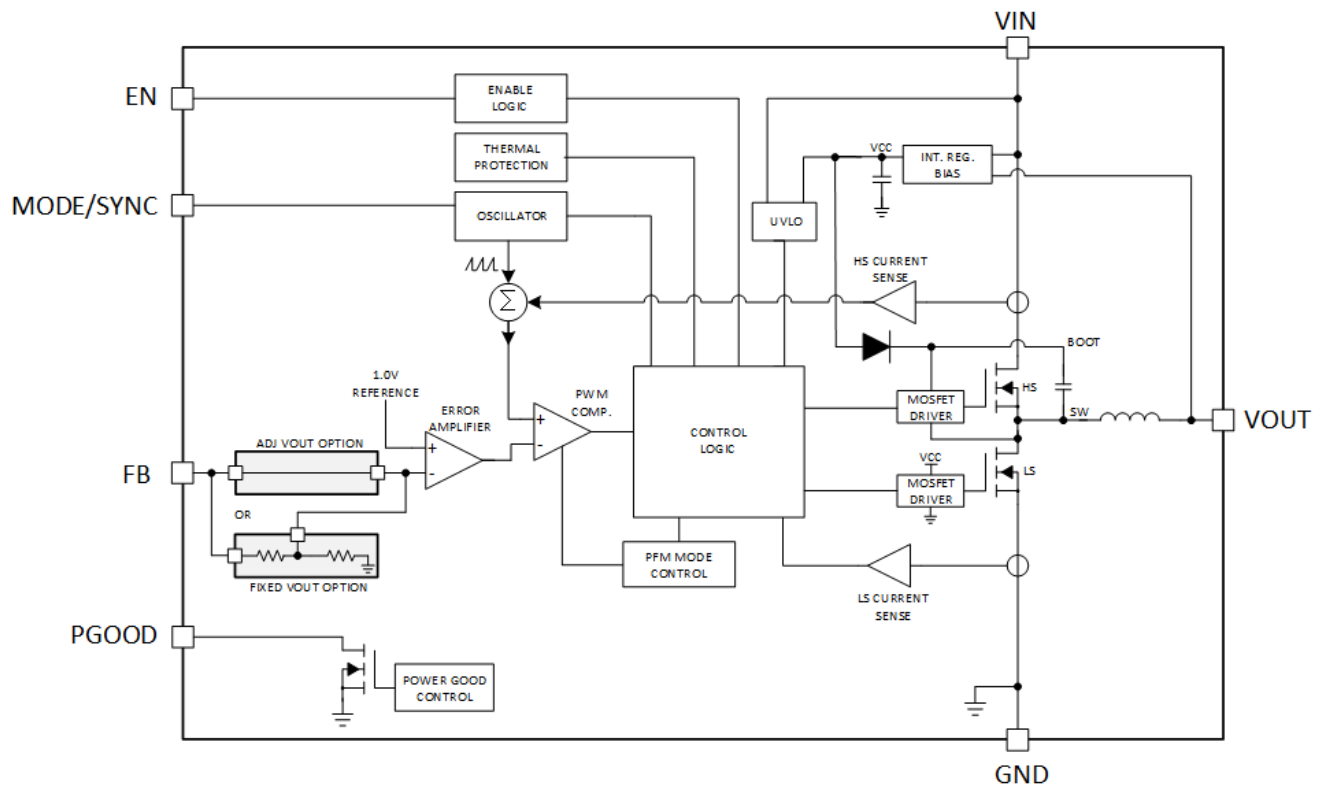 VIN
EN
ENABLE
LOGIC
THERMAL
PROTECTION
VCC
INT. REG.
BIAS
MODE/SYNC
OSCILLATOR
UVLO
HS CURRENT
SENSE
Σ
BOOT
1.0V
REFERENCE
ERROR
AMPLIFIER
PWM
COMP.
HS
MOSFET
DRIVER
SW
VOUT
CONTROL
LOGIC
ADJ VOUT OPTION
+
-
+
-
FB
VCC
LS
MOSFET
DRIVER
OR
FIXED VOUT OPTION
PFM MODE
CONTROL
LS CURRENT
SENSE
PGOOD
POWER GOOD
CONTROL
GND